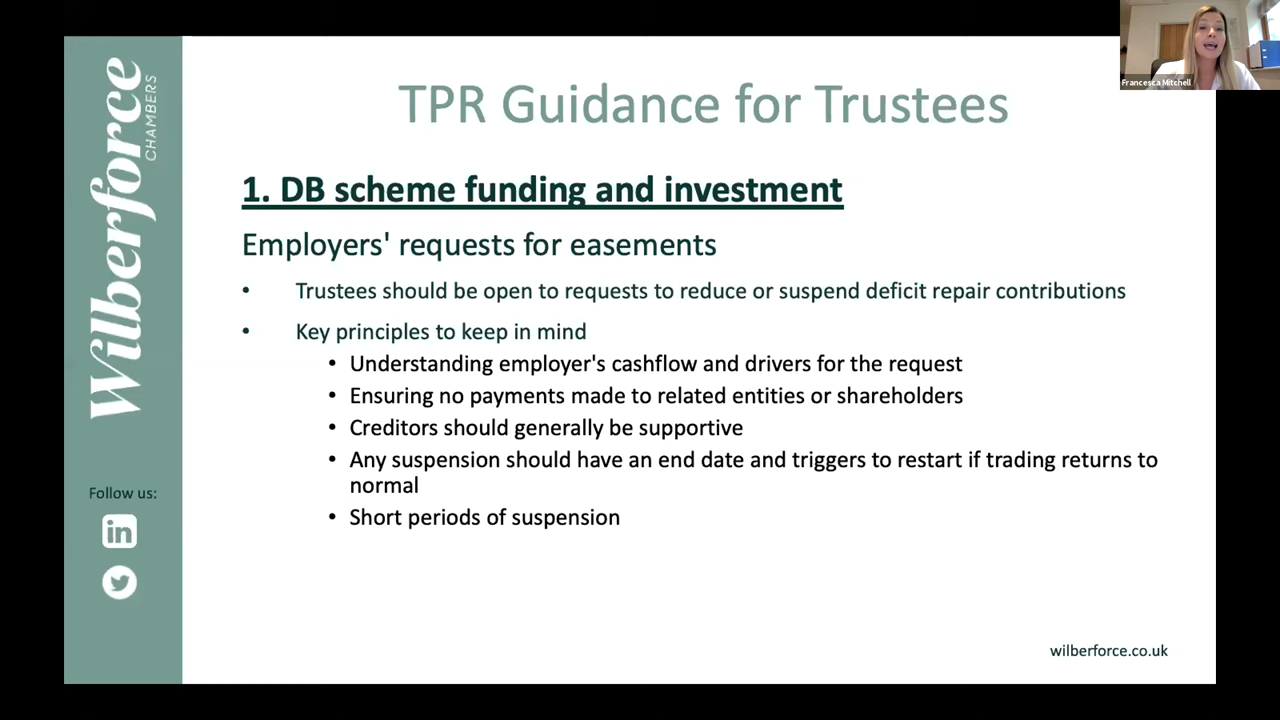 Wilberforce
CHAMBERS
Francesca Mitchell
TPR Guidance for Trustees
1. DB scheme funding and investment
Employers' requests for easements
• Trustees should be open to requests to reduce or suspend deficit repair contributions
• Key principles to keep in mind
• Understanding employer's cashflow and drivers for the request
• Ensuring no payments made to related entities or shareholders
• Creditors should generally be supportive
• Any suspension should have an end date and triggers to restart if trading returns to
normal
• Short periods of suspension
Follow us:
in
wilberforce.co.uk